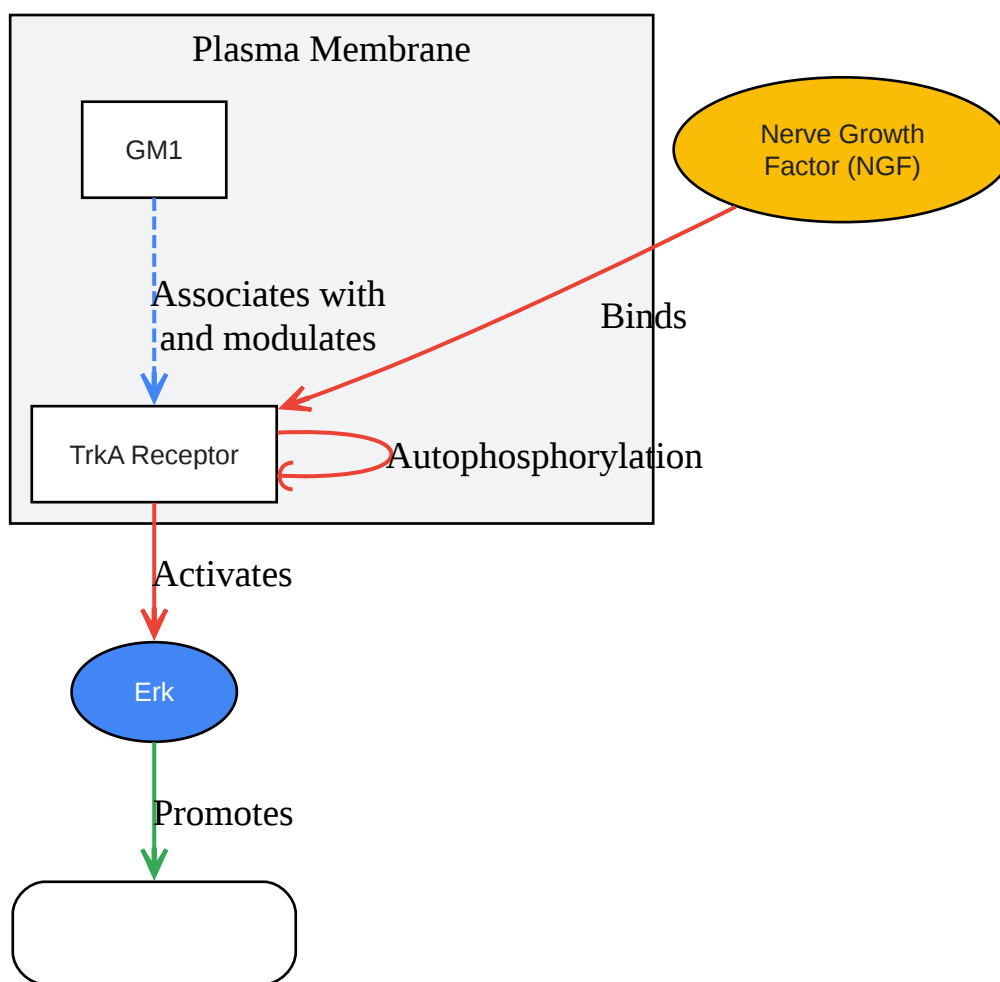 Plasma Membrane
GM1
Nerve Growth
Factor (NGF)
Associates with
and modulates
Binds
TrkA Receptor
Autophosphorylation
Activates
Erk
Promotes